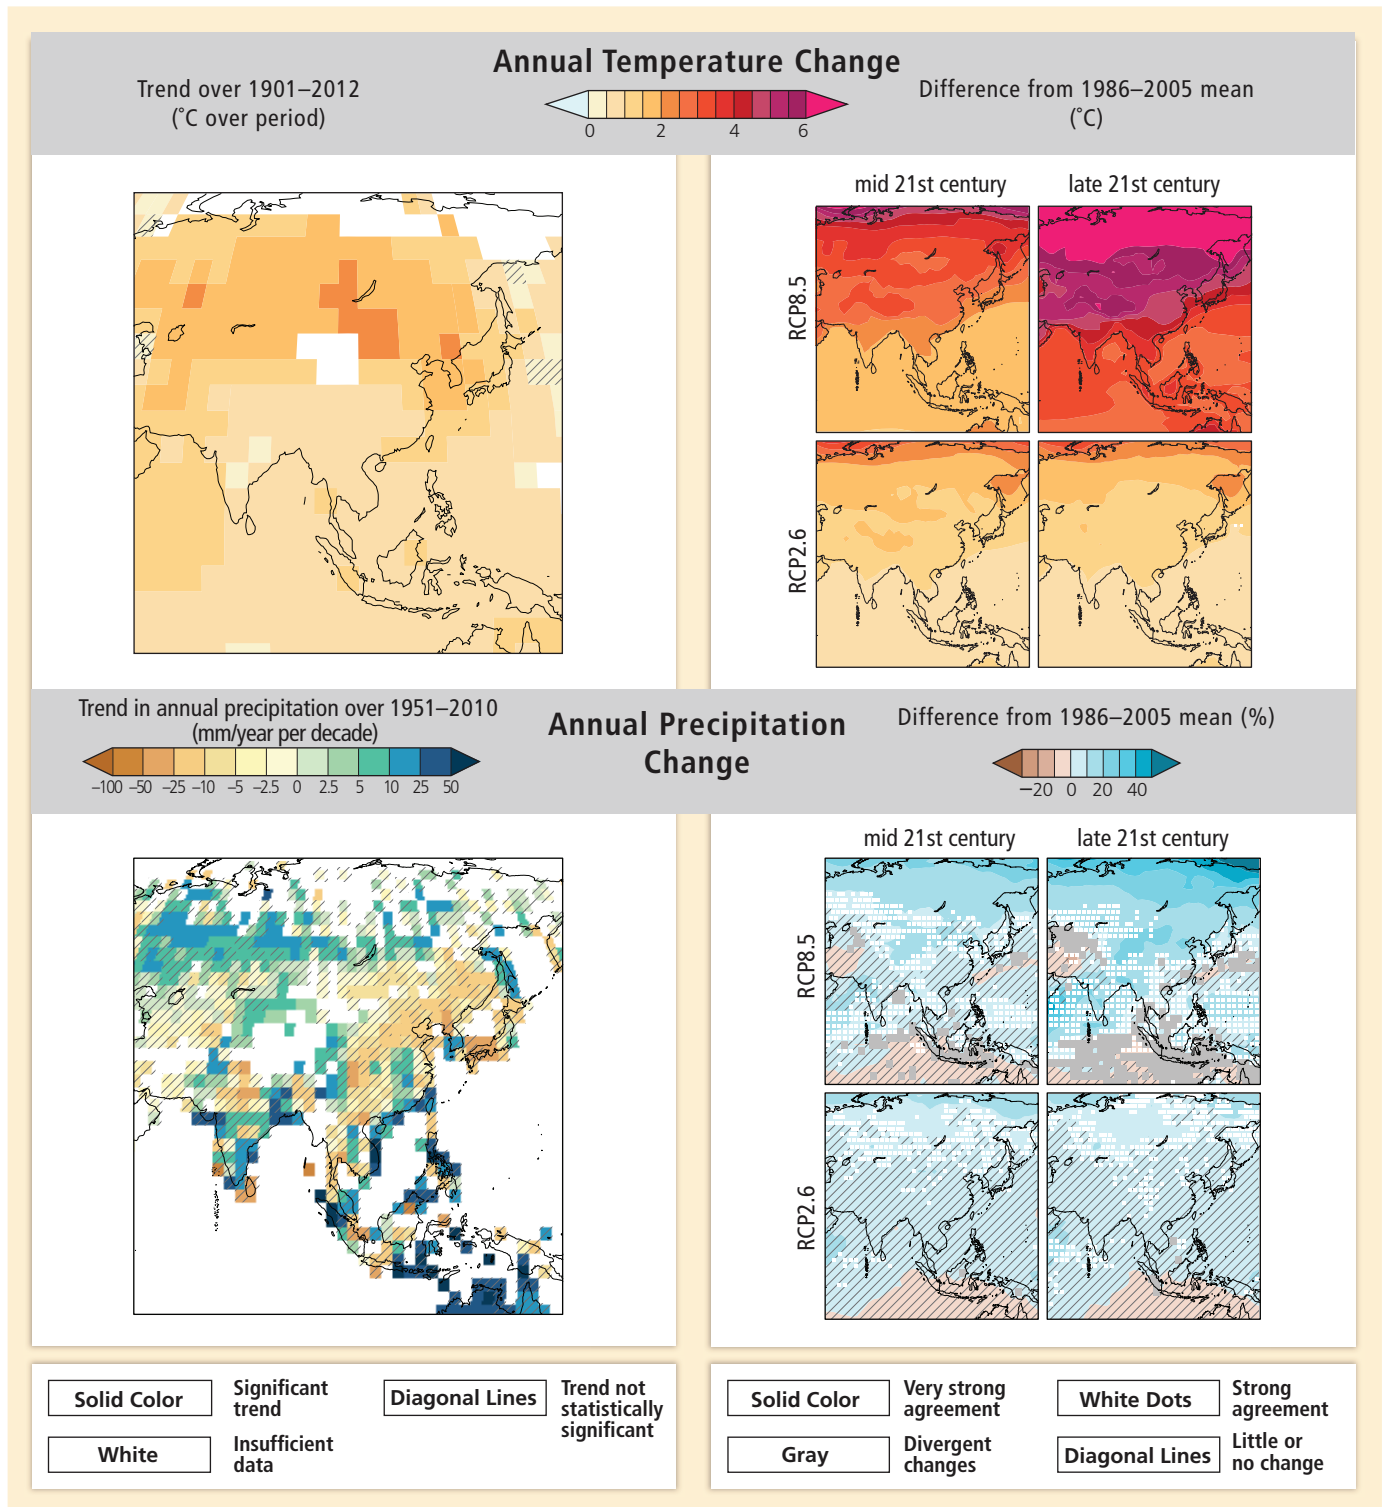 Annual Temperature Change
Trend over 1901–2012
(˚C over period)
0 2 4 6
Difference from 1986–2005 mean
(˚C)
mid 21st century
late 21st century
RCP8.5
RCP2.6
Trend in annual precipitation over 1951–2010
(mm/year per decade)
–100 –50 –25 –10 –5 –2.5 0 2.5 5 10 25 50
Annual Precipitation
Change
Difference from 1986–2005 mean (%)
–20 0 20 40
mid 21st century
late 21st century
RCP8.5
RCP2.6
Solid Color
Significant
trend
Diagonal Lines
Trend not
statistically
significant
White
Insufficient
data
Solid Color
Very strong
agreement
White Dots
Strong
agreement
Gray
Divergent
changes
Diagonal Lines
Little or
no change